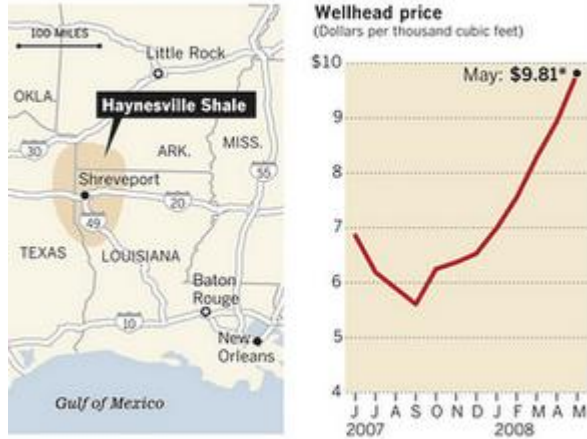 100 MILES
Little Rock
OKLA.
Haynesville Shale
30
ARK.
MISS.
55
Shreveport
20
49
TEXAS
LOUISIANA
Baton
Rouge
10
New
Orleans
Gulf of Mexico
Wellhead price
(Dollars per thousand cubic feet)
$10
May: $9.81*
9
8
7
6
5
4
J J A S O N D J F M A M
2007 2008